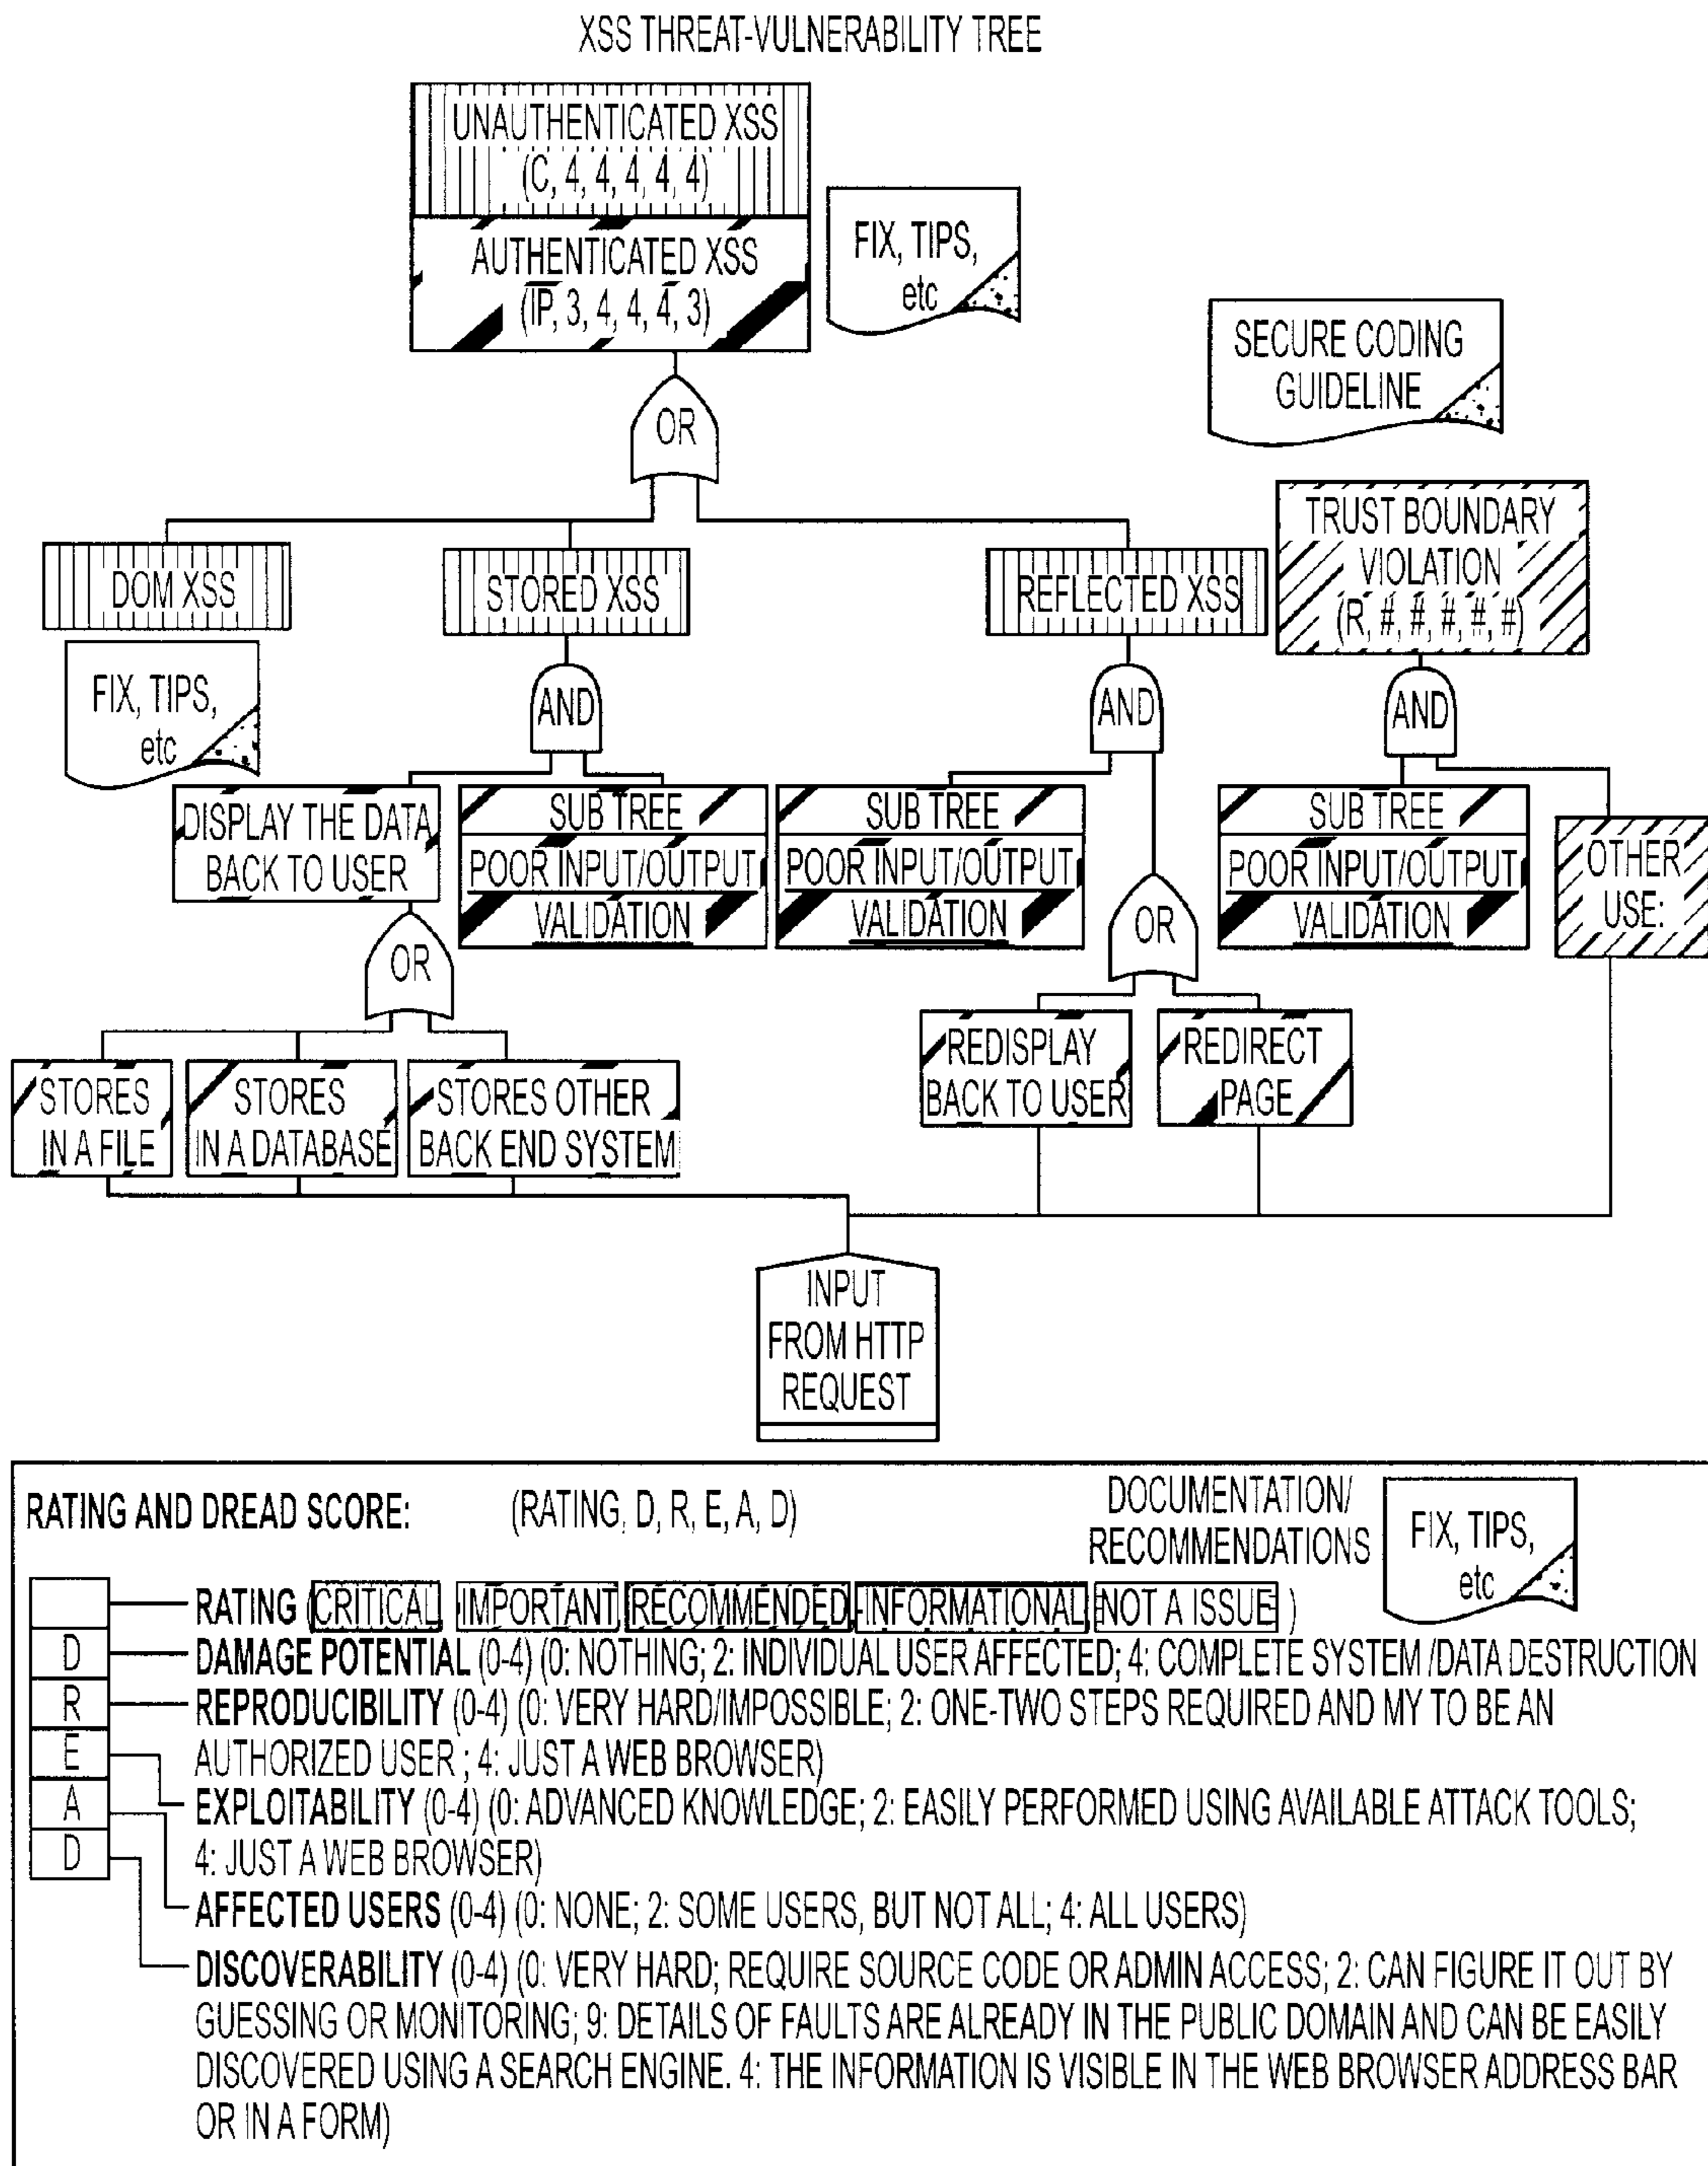 XSS THREAT-VULNERABILITY TREE
UNAUTHENTICATED XSS
(C, 4, 4, 4, 4, 4)
AUTHENTICATED XSS
(IP, 3, 4, 4, 4, 3)
FIX, TIPS,
etc
SECURE CODING
GUIDELINE
OR
DOM XSS
STORED XSS
REFLECTED XSS
TRUST BOUNDARY
VIOLATION
(R, #, #, #, #, #)
FIX, TIPS,
etc
AND
AND
AND
DISPLAY THE DATA
BACK TO USER
SUB TREE
POOR INPUT/OUTPUT
VALIDATION
SUB TREE
POOR INPUT/OUTPUT
VALIDATION
SUB TREE
POOR INPUT/OUTPUT
VALIDATION
OTHER
USE:
OR
OR
STORES
IN A FILE
STORES
IN A DATABASE
STORES OTHER
BACK END SYSTEM
REDISPLAY
BACK TO USER
REDIRECT
PAGE
INPUT
FROM HTTP
REQUEST
RATING AND DREAD SCORE: (RATING, D, R, E, A, D)
DOCUMENTATION/
RECOMMENDATIONS
FIX, TIPS,
etc
RATING (CRITICAL, IMPORTANT, RECOMMENDED, INFORMATIONAL, NOT A ISSUE )
D
R
E
A
D
DAMAGE POTENTIAL (0-4) (0: NOTHING; 2: INDIVIDUAL USER AFFECTED; 4: COMPLETE SYSTEM /DATA DESTRUCTION
REPRODUCIBILITY (0-4) (0: VERY HARD/IMPOSSIBLE; 2: ONE-TWO STEPS REQUIRED AND MY TO BE AN
AUTHORIZED USER ; 4: JUST A WEB BROWSER)
EXPLOITABILITY (0-4) (0: ADVANCED KNOWLEDGE; 2: EASILY PERFORMED USING AVAILABLE ATTACK TOOLS;
4: JUST A WEB BROWSER)
AFFECTED USERS (0-4) (0: NONE; 2: SOME USERS, BUT NOT ALL; 4: ALL USERS)
DISCOVERABILITY (0-4) (0: VERY HARD; REQUIRE SOURCE CODE OR ADMIN ACCESS; 2: CAN FIGURE IT OUT BY
GUESSING OR MONITORING; 9: DETAILS OF FAULTS ARE ALREADY IN THE PUBLIC DOMAIN AND CAN BE EASILY
DISCOVERED USING A SEARCH ENGINE. 4: THE INFORMATION IS VISIBLE IN THE WEB BROWSER ADDRESS BAR
OR IN A FORM)